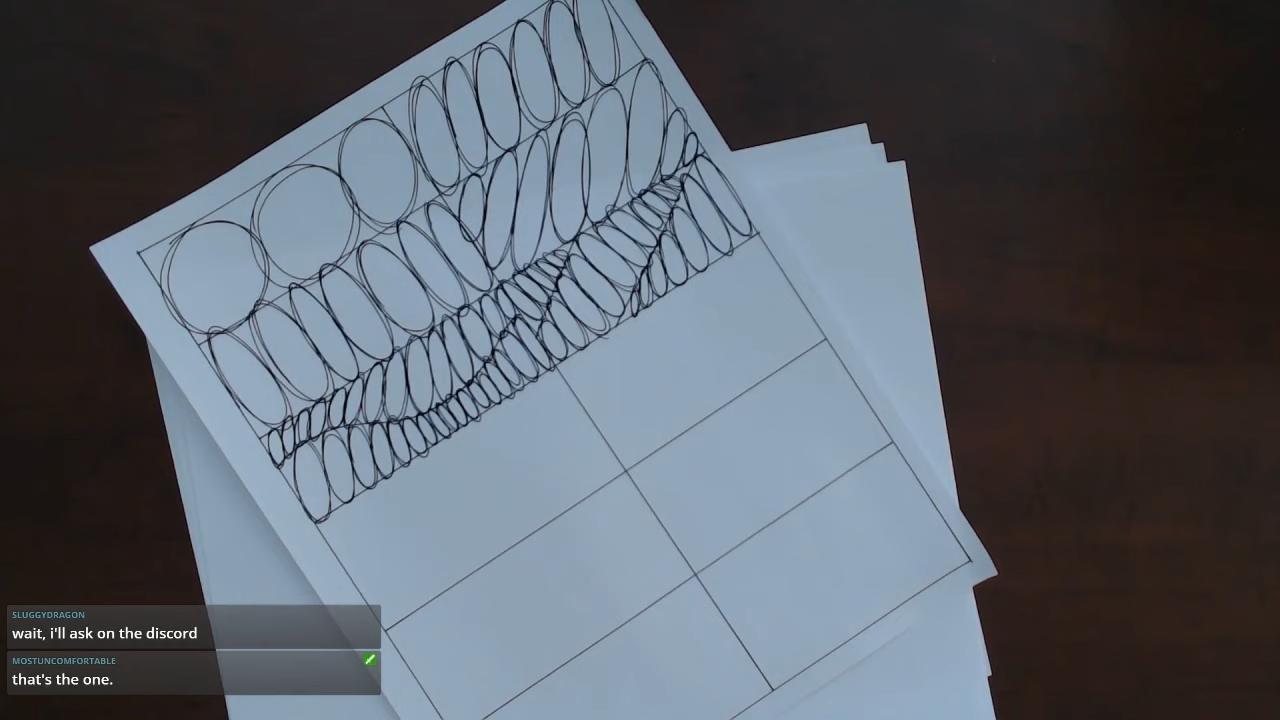 SLUGGYDRAGON
wait, i'll ask on the discord
MOSTUNCOMFORTABLE
that's the one.